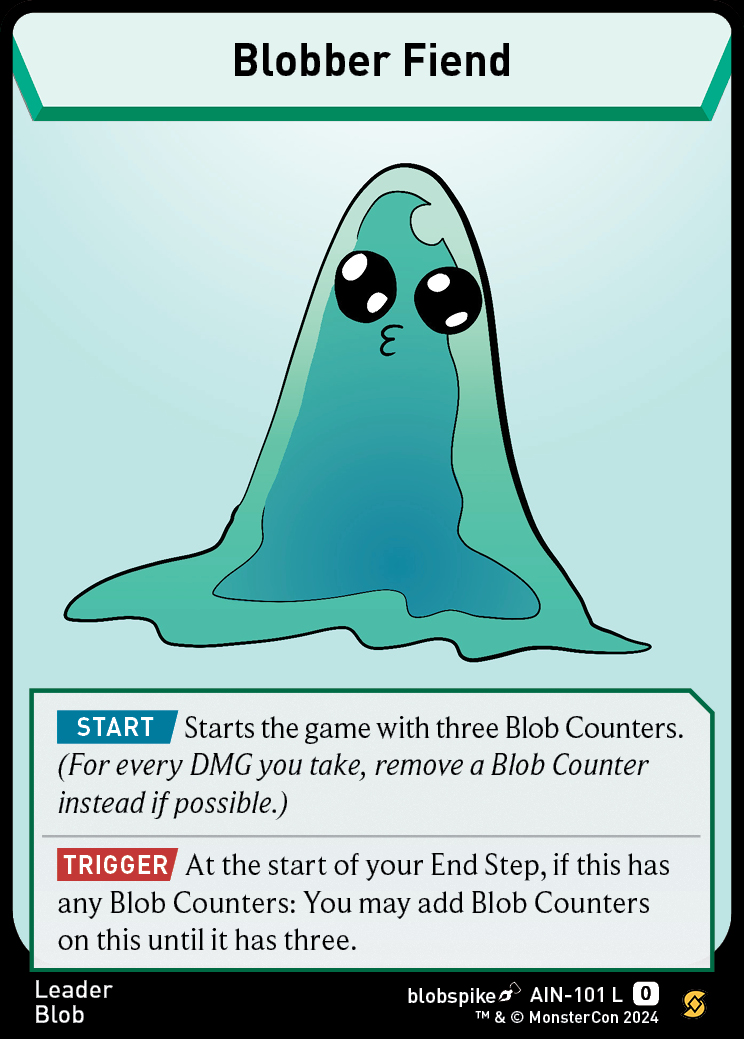 Blobber Fiend
START Starts the game with three Blob Counters.
(For every DMG you take, remove a Blob Counter
instead if possible.)
TRIGGER At the start of your End Step, if this has
any Blob Counters: You may add Blob Counters
on this until it has three.
Leader
Blob
blobspike AIN-101 L 0
™ & © MonsterCon 2024